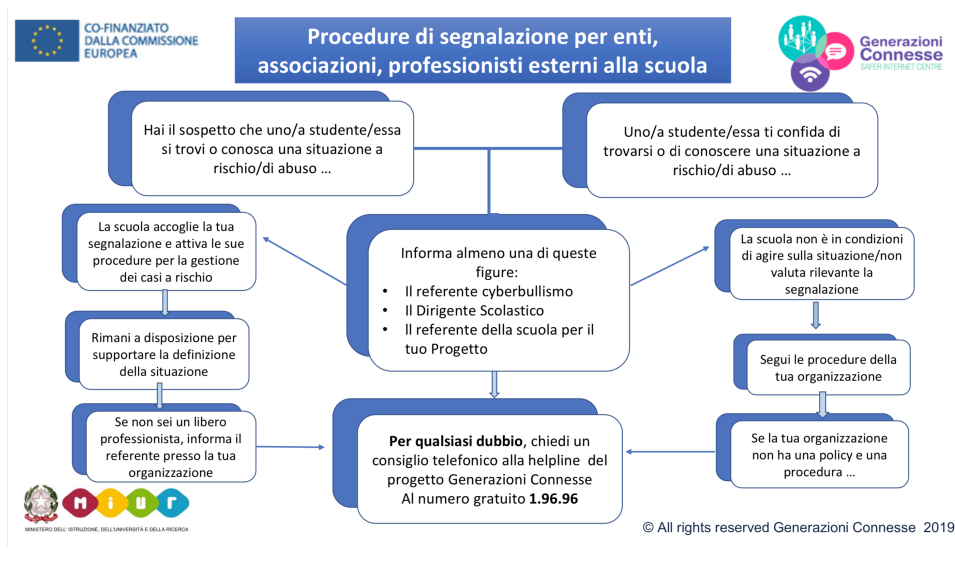 CO-FINANZIATO
DALLA COMMISSIONE
EUROPEA
Procedure di segnalazione per enti,
associazioni, professionisti esterni alla scuola
Generazioni
Connesse
SAFER INTERNET CENTRE
Hai il sospetto che uno/a studente/essa
si trovi o conosca una situazione a
rischio/di abuso …
Uno/a studente/essa ti confida di
trovarsi o di conoscere una situazione a
rischio/di abuso …
La scuola accoglie la tua
segnalazione e attiva le sue
procedure per la gestione
dei casi a rischio
Informa almeno una di queste
figure:
• Il referente cyberbullismo
• Il Dirigente Scolastico
• Il referente della scuola per il
tuo Progetto
La scuola non è in condizioni
di agire sulla situazione/non
valuta rilevante la
segnalazione
Rimani a disposizione per
supportare la definizione
della situazione
Segui le procedure della
tua organizzazione
Se non sei un libero
professionista, informa il
referente presso la tua
organizzazione
Per qualsiasi dubbio, chiedi un
consiglio telefonico alla helpline del
progetto Generazioni Connesse
Al numero gratuito 1.96.96
Se la tua organizzazione
non ha una policy e una
procedura …
miur
MINISTERO DELL' ISTRUZIONE, DELL'UNIVERSITÀ E DELLA RICERCA
© All rights reserved Generazioni Connesse 2019